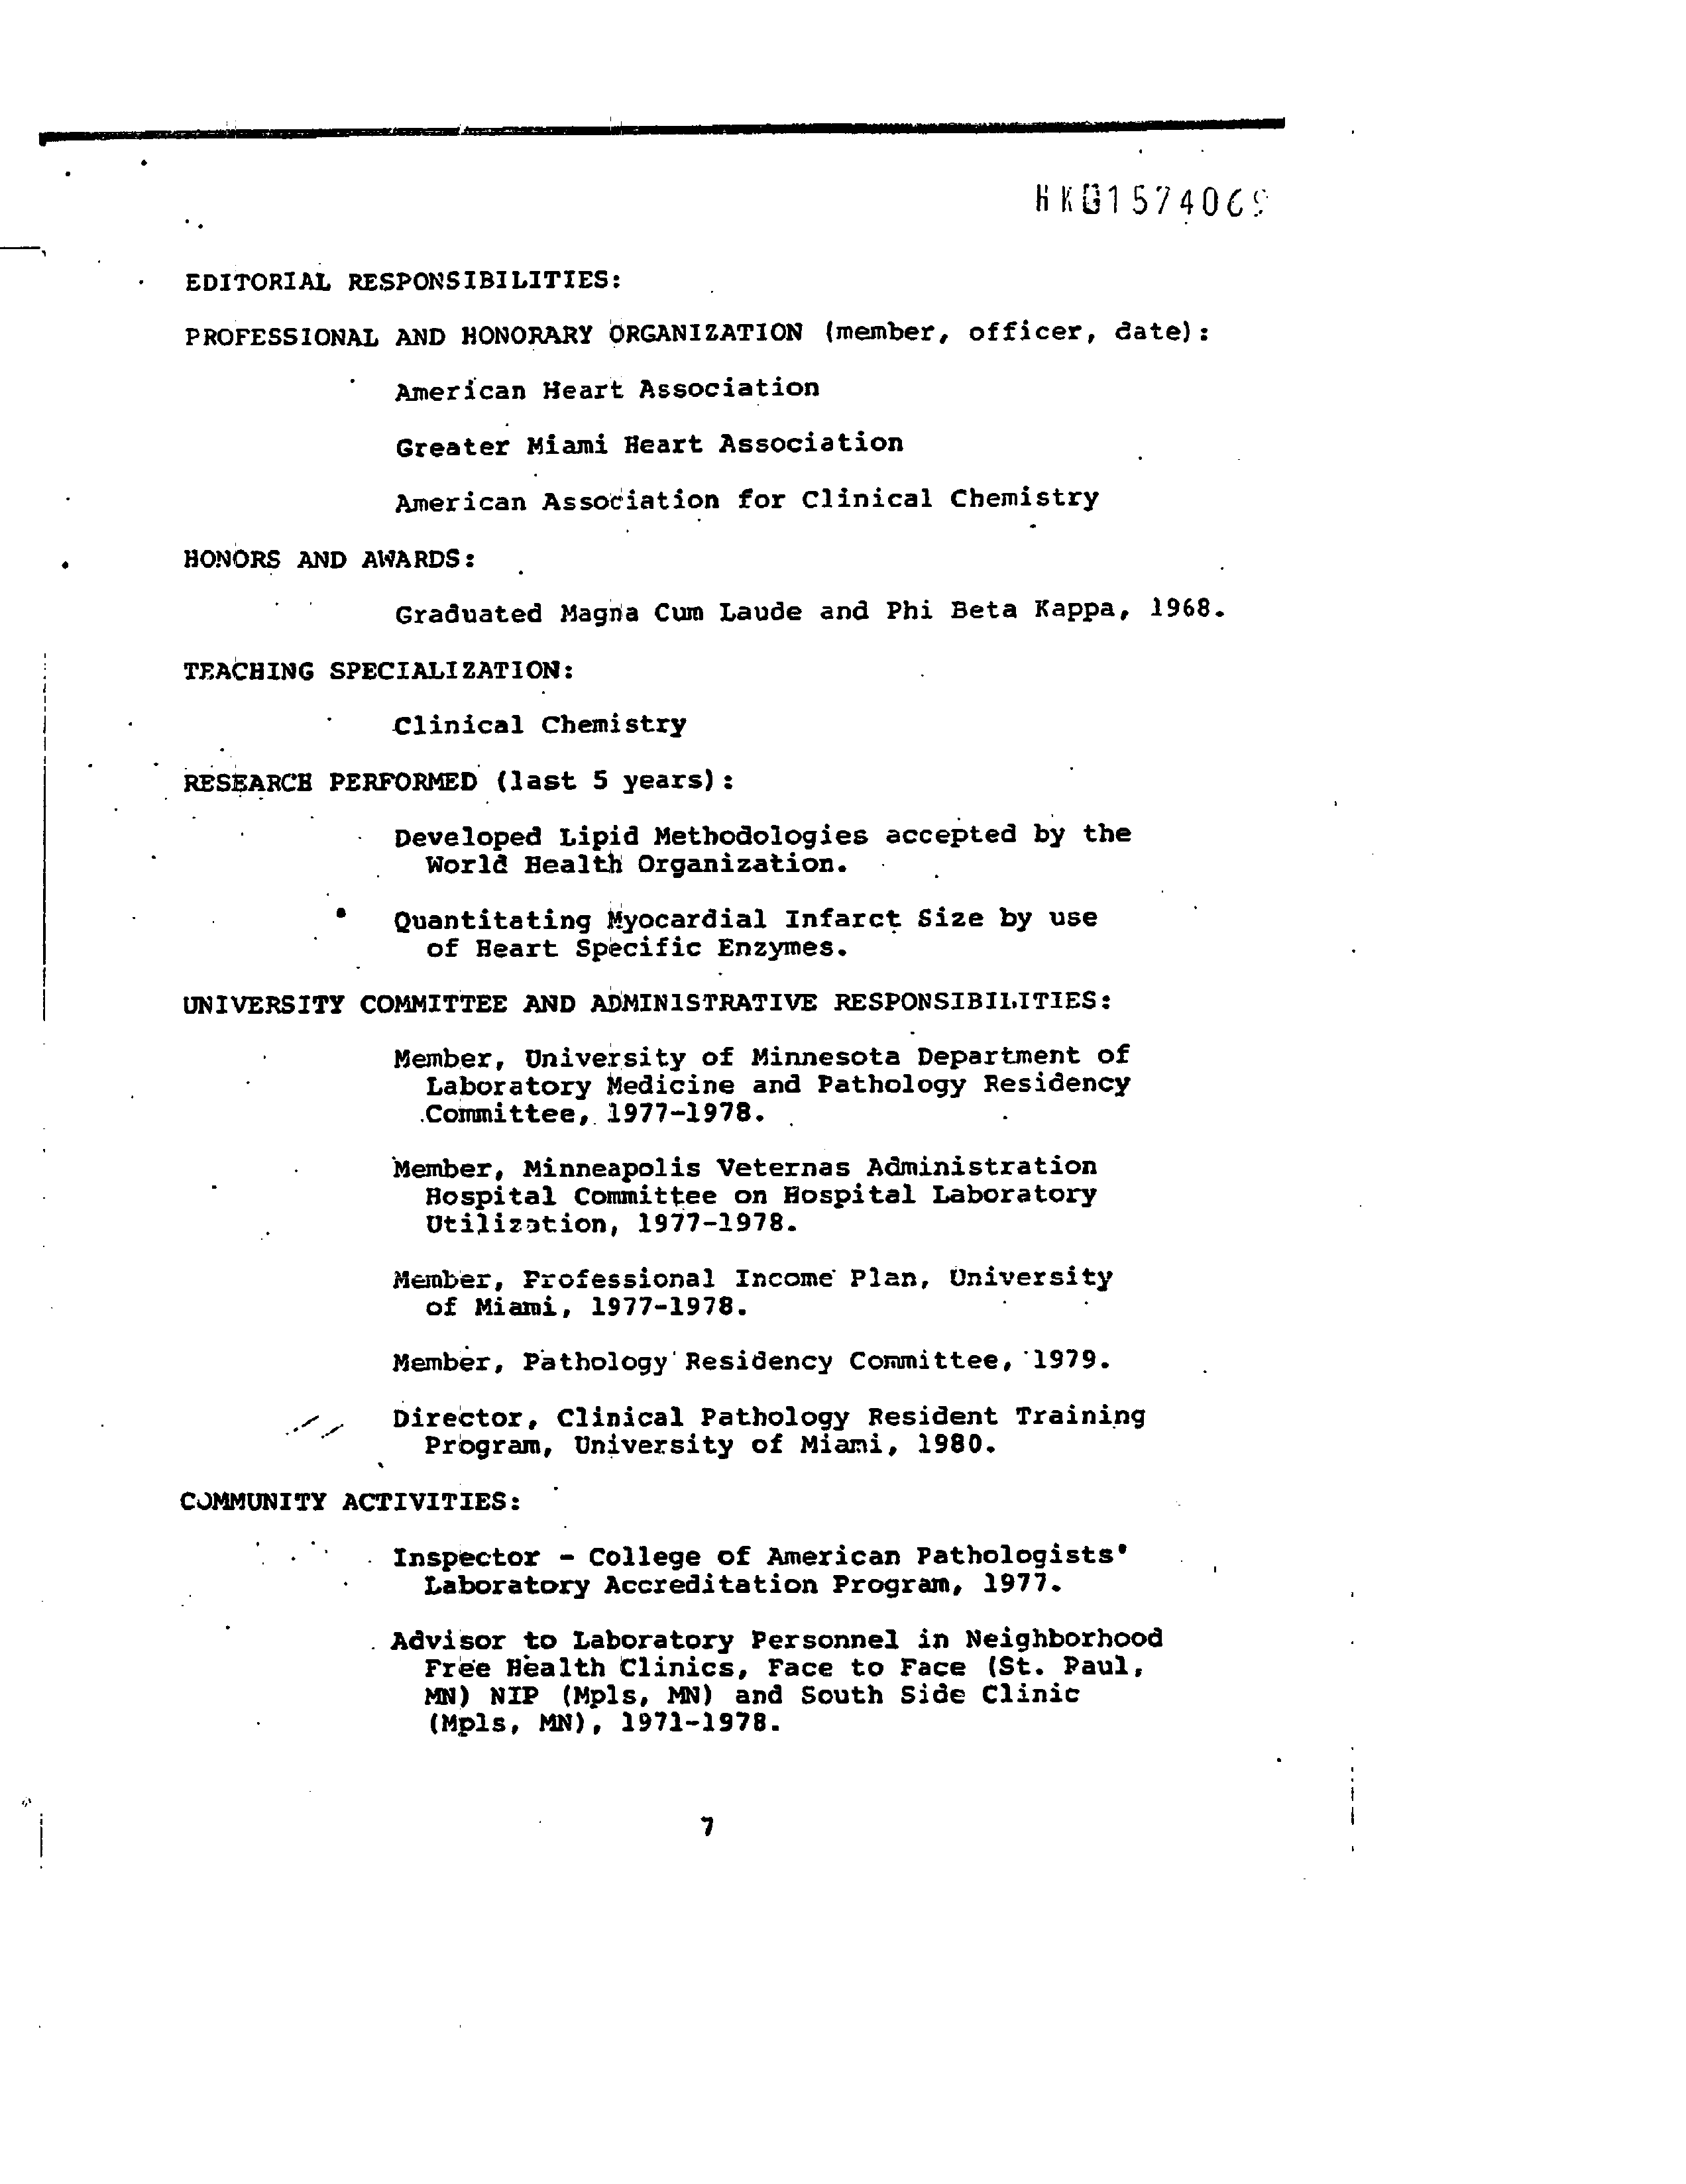 HK01574069
EDITORIAL RESPONSIBILITIES:
PROFESSIONAL AND HONORARY ORGANIZATION (member, officer, date):
American Heart Association
Greater Miami Heart Association
American Association for Clinical Chemistry
HONORS AND AWARDS:
Graduated Magna Cum Laude and Phi Beta Kappa, 1968.
TEACHING SPECIALIZATION:
Clinical Chemistry
RESEARCH PERFORMED (last 5 years):
Developed Lipid Methodologies accepted by the
World Health Organization.
Quantitating Myocardial Infarct Size by use
of Heart Specific Enzymes.
UNIVERSITY COMMITTEE AND ADMINISTRATIVE RESPONSIBILITIES:
Member, University of Minnesota Department of
Laboratory Medicine and Pathology Residency
Committee, 1977-1978.
Member, Minneapolis Veternas Administration
Hospital Committee on Hospital Laboratory
Utilization, 1977-1978.
Member, Professional Income Plan, University
of Miami, 1977-1978.
Member, Pathology Residency Committee, 1979.
Director, Clinical Pathology Resident Training
Program, University of Miami, 1980.
COMMUNITY ACTIVITIES:
Inspector - College of American Pathologists'
Laboratory Accreditation Program, 1977.
Advisor to Laboratory Personnel in Neighborhood
Free Health Clinics, Face to Face (St. Paul,
MN) NIP (Mpls, MN) and South Side Clinic
(Mpls, MN), 1971-1978.
7